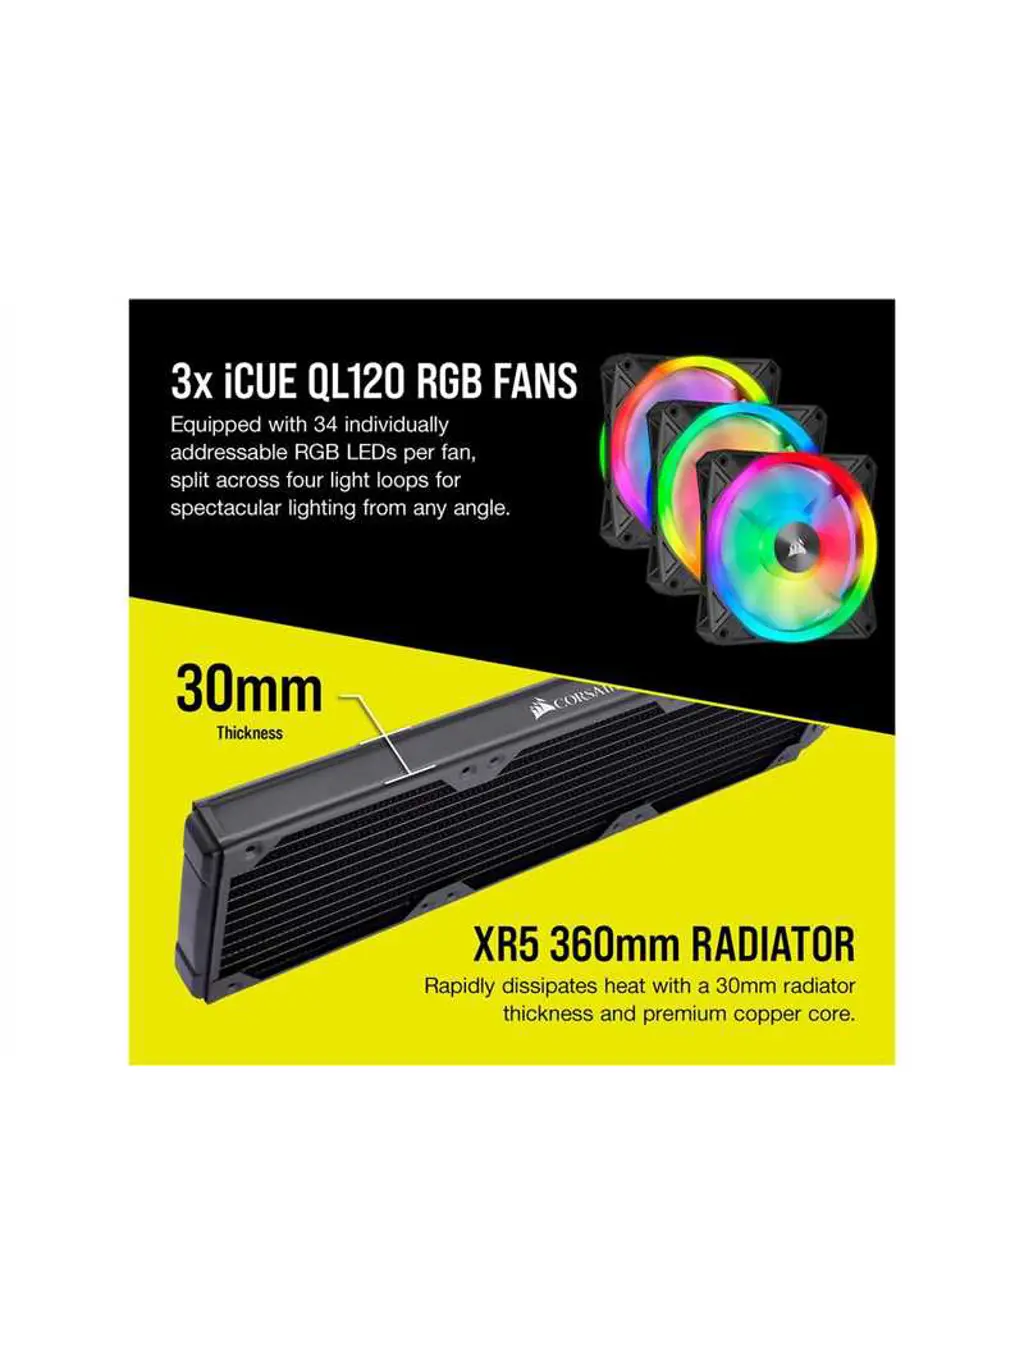 3x iCUE QL120 RGB FANS
Equipped with 34 individually
addressable RGB LEDs per fan,
split across four light loops for
spectacular lighting from any angle.
30mm
Thickness
CORSAIR
XR5 360mm RADIATOR
Rapidly dissipates heat with a 30mm radiator
thickness and premium copper core.